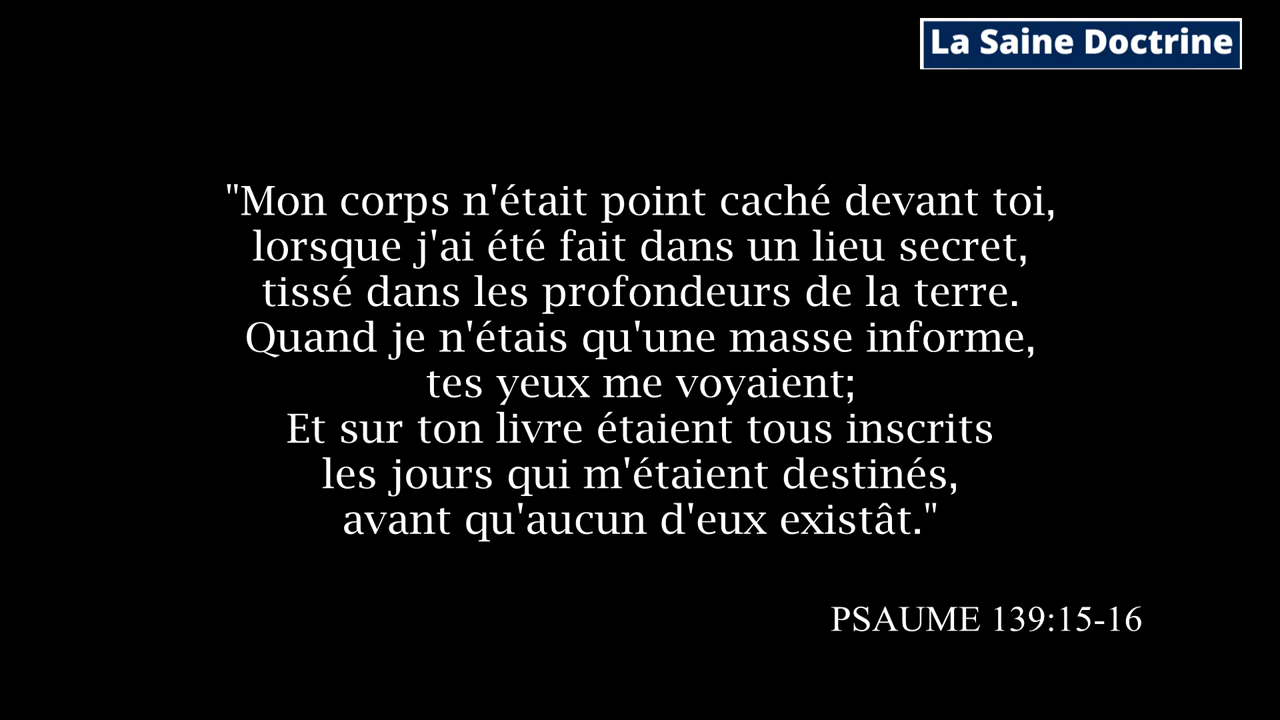 La Saine Doctrine
"Mon corps n'était point caché devant toi,
lorsque j'ai été fait dans un lieu secret,
tissé dans les profondeurs de la terre.
Quand je n'étais qu'une masse informe,
tes yeux me voyaient;
Et sur ton livre étaient tous inscrits
les jours qui m'étaient destinés,
avant qu'aucun d'eux existât."
PSAUME 139:15-16